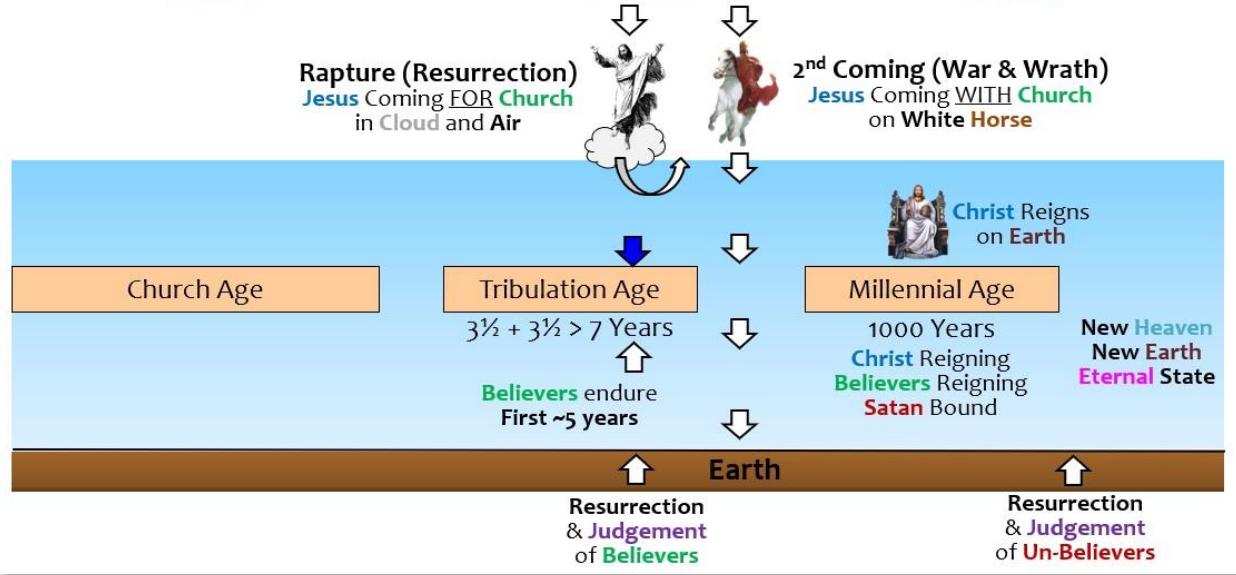 Rapture (Resurrection)
Jesus Coming FOR Church
in Cloud and Air
2nd Coming (War & Wrath)
Jesus Coming WITH Church
on White Horse
Christ Reigns
on Earth
Church Age
Tribulation Age
3½ + 3½ > 7 Years
Believers endure
First ~5 years
Millennial Age
1000 Years
Christ Reigning
Believers Reigning
Satan Bound
New Heaven
New Earth
Eternal State
Earth
Resurrection
& Judgement
of Believers
Resurrection
& Judgement
of Un-Believers